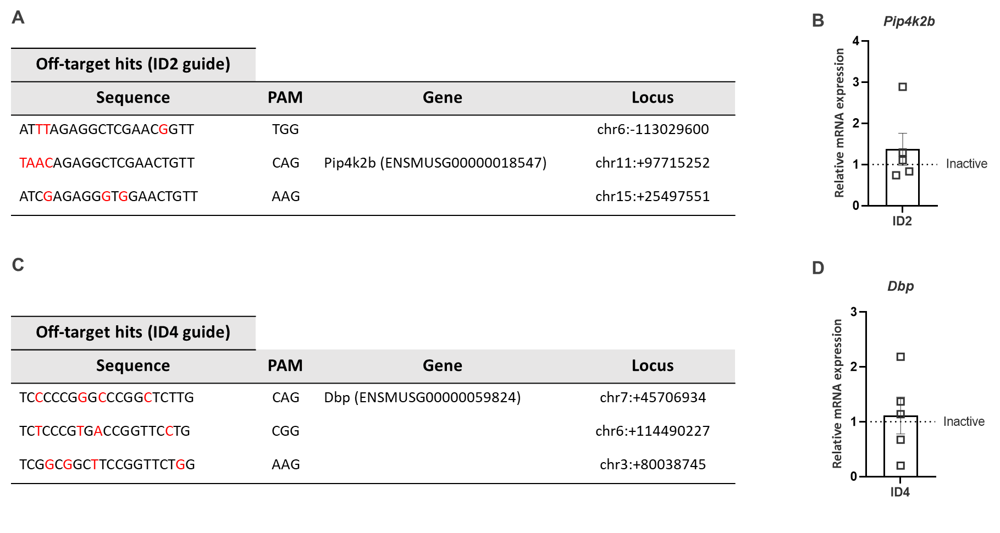 A
Off-target hits (ID2 guide)
Sequence PAM Gene Locus
ATTTAGAGGCTCGAACGGTT TGG chr6:-113029600
TAACAGAGGCTCGAACTGTT CAG Pip4k2b (ENSMUSG00000018547) chr11:+97715252
ATCGAGAGGGTGGAACTGTT AAG chr15:+25497551
B
Pip4k2b
Relative mRNA expression
4
3
2
1
0
Inactive
ID2
C
Off-target hits (ID4 guide)
Sequence PAM Gene Locus
TCCCCCGGGCCCGGCTCTTG CAG Dbp (ENSMUSG00000059824) chr7:+45706934
TCTCCCGTGACCGGTTCCTG CGG chr6:+114490227
TCGGCGGCTTCCGGTTCTGG AAG chr3:+80038745
D
Dbp
Relative mRNA expression
3
2
1
0
Inactive
ID4